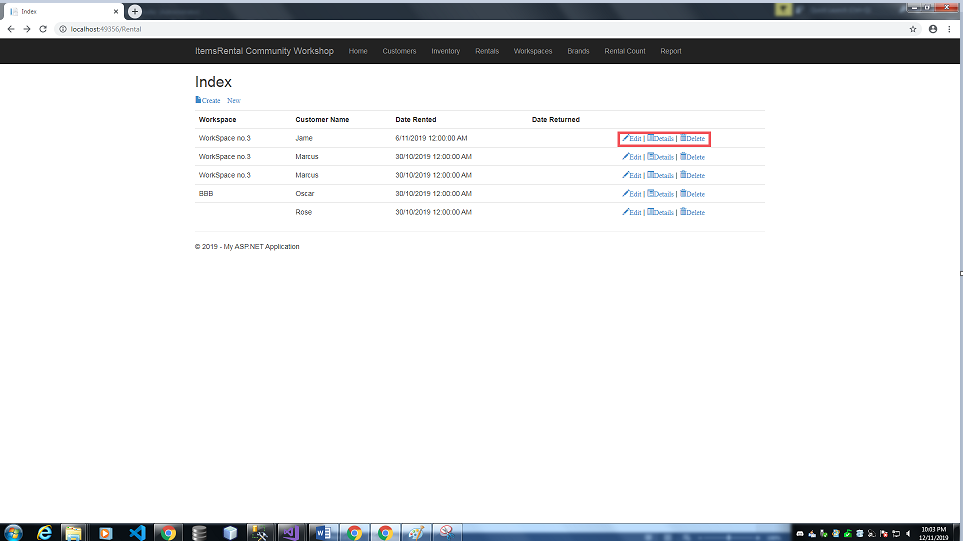 Index
localhost:49356/Rental
ItemsRental Community Workshop Home Customers Inventory Rentals Workspaces Brands Rental Count Report
Index
Create New
Workspace Customer Name Date Rented Date Returned
WorkSpace no.3 Jame 6/11/2019 12:00:00 AM Edit | Details | Delete
WorkSpace no.3 Marcus 30/10/2019 12:00:00 AM Edit | Details | Delete
WorkSpace no.3 Marcus 30/10/2019 12:00:00 AM Edit | Details | Delete
BBB Oscar 30/10/2019 12:00:00 AM Edit | Details | Delete
Rose 30/10/2019 12:00:00 AM Edit | Details | Delete
© 2019 - My ASP.NET Application
10:03 PM
12/11/2019